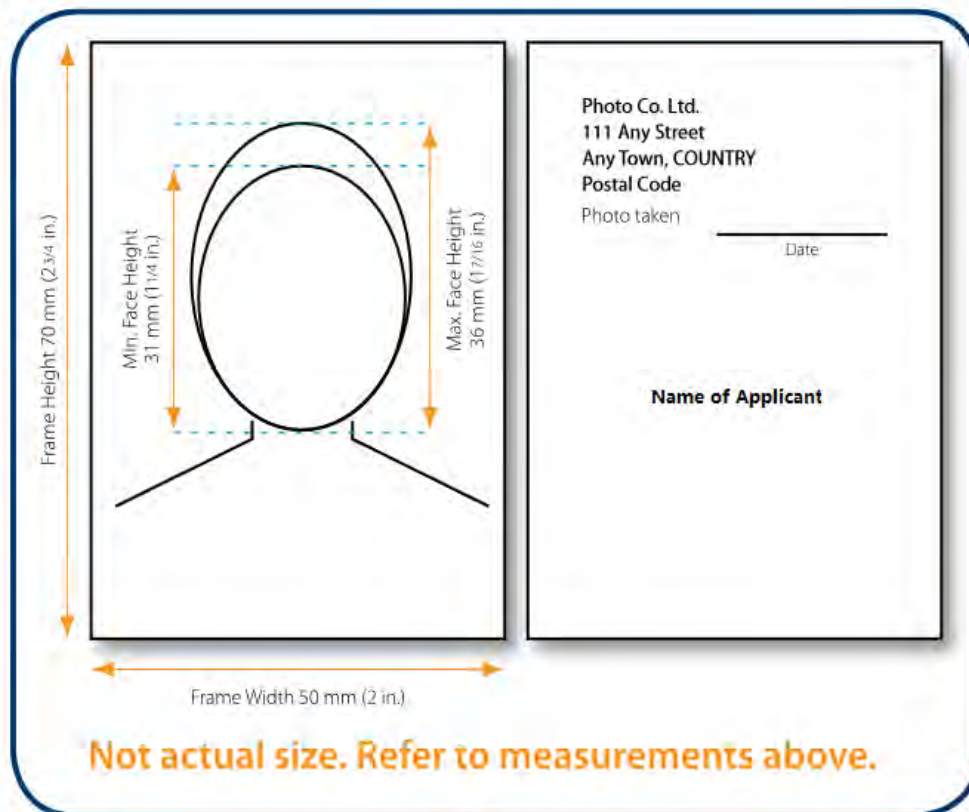 Frame Height 70 mm (2 3/4 in.)
Min. Face Height
31 mm (1 1/4 in.)
Max. Face Height
36 mm (1 7/16 in.)
Frame Width 50 mm (2 in.)
Photo Co. Ltd.
111 Any Street
Any Town, COUNTRY
Postal Code
Photo taken
Date
Name of Applicant
Not actual size. Refer to measurements above.